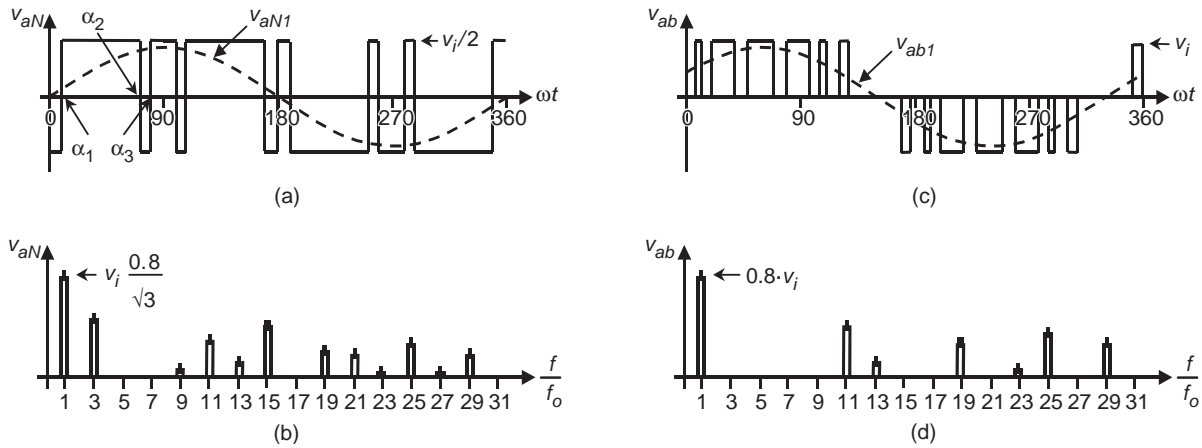 v_aN
α₂
v_aN1
v_i/2
ωt
0 90 180 270 360
α₁ α₃
(a)
v_ab
v_ab1
v_i
ωt
0 90 180 270 360
(c)
v_aN
v_i 0.8/√3
f/f_o
1 3 5 7 9 11 13 15 17 19 21 23 25 27 29 31
(b)
v_ab
0.8·v_i
f/f_o
1 3 5 7 9 11 13 15 17 19 21 23 25 27 29 31
(d)